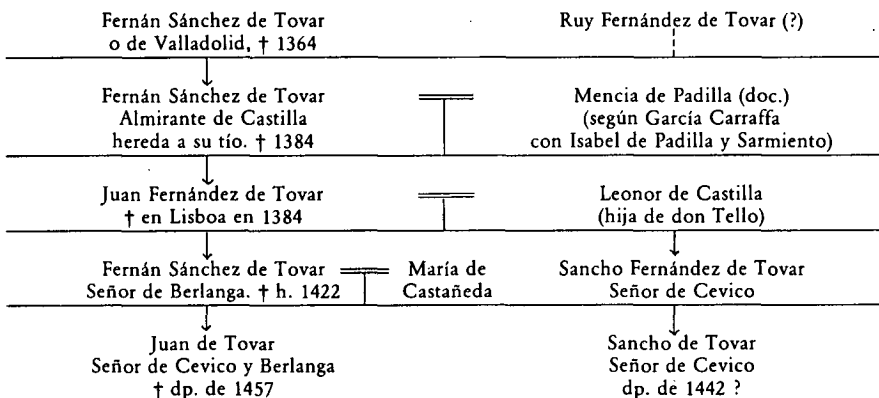 Fernán Sánchez de Tovar
o de Valladolid, † 1364
Ruy Fernández de Tovar (?)
Fernán Sánchez de Tovar
Almirante de Castilla
hereda a su tío. † 1384
Mencia de Padilla (doc.)
(según García Carraffa
con Isabel de Padilla y Sarmiento)
Juan Fernández de Tovar
† en Lisboa en 1384
Leonor de Castilla
(hija de don Tello)
Fernán Sánchez de Tovar
Señor de Berlanga. † h. 1422
María de
Castañeda
Sancho Fernández de Tovar
Señor de Cevico
Juan de Tovar
Señor de Cevico y Berlanga
† dp. de 1457
Sancho de Tovar
Señor de Cevico
dp. de 1442 ?